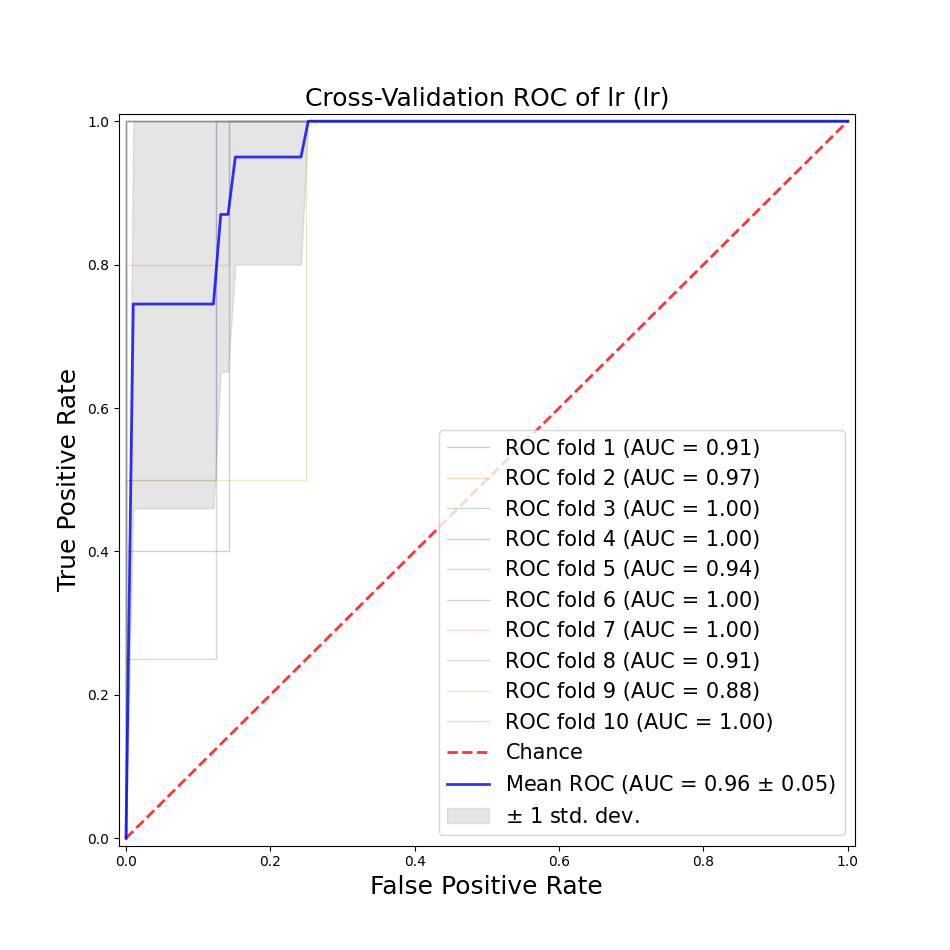 Cross-Validation ROC of lr (lr)
1.0
0.8
0.6
0.4
0.2
0.0
True Positive Rate
ROC fold 1 (AUC = 0.91)
ROC fold 2 (AUC = 0.97)
ROC fold 3 (AUC = 1.00)
ROC fold 4 (AUC = 1.00)
ROC fold 5 (AUC = 0.94)
ROC fold 6 (AUC = 1.00)
ROC fold 7 (AUC = 1.00)
ROC fold 8 (AUC = 0.91)
ROC fold 9 (AUC = 0.88)
ROC fold 10 (AUC = 1.00)
Chance
Mean ROC (AUC = 0.96 ± 0.05)
± 1 std. dev.
0.0 0.2 0.4 0.6 0.8 1.0
False Positive Rate